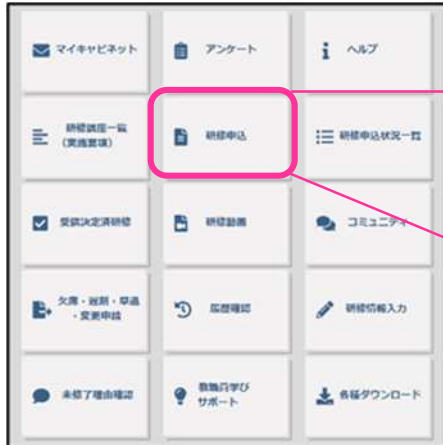 マイキャビネット
アンケート
ヘルプ
研修講座一覧
（実施要項）
研修申込
研修申込状況一覧
受講決定済研修
研修動画
コミュニティ
欠席・遅刻・早退
・変更申請
履歴確認
研修情報入力
未修了理由確認
教職員学び
サポート
各種ダウンロード